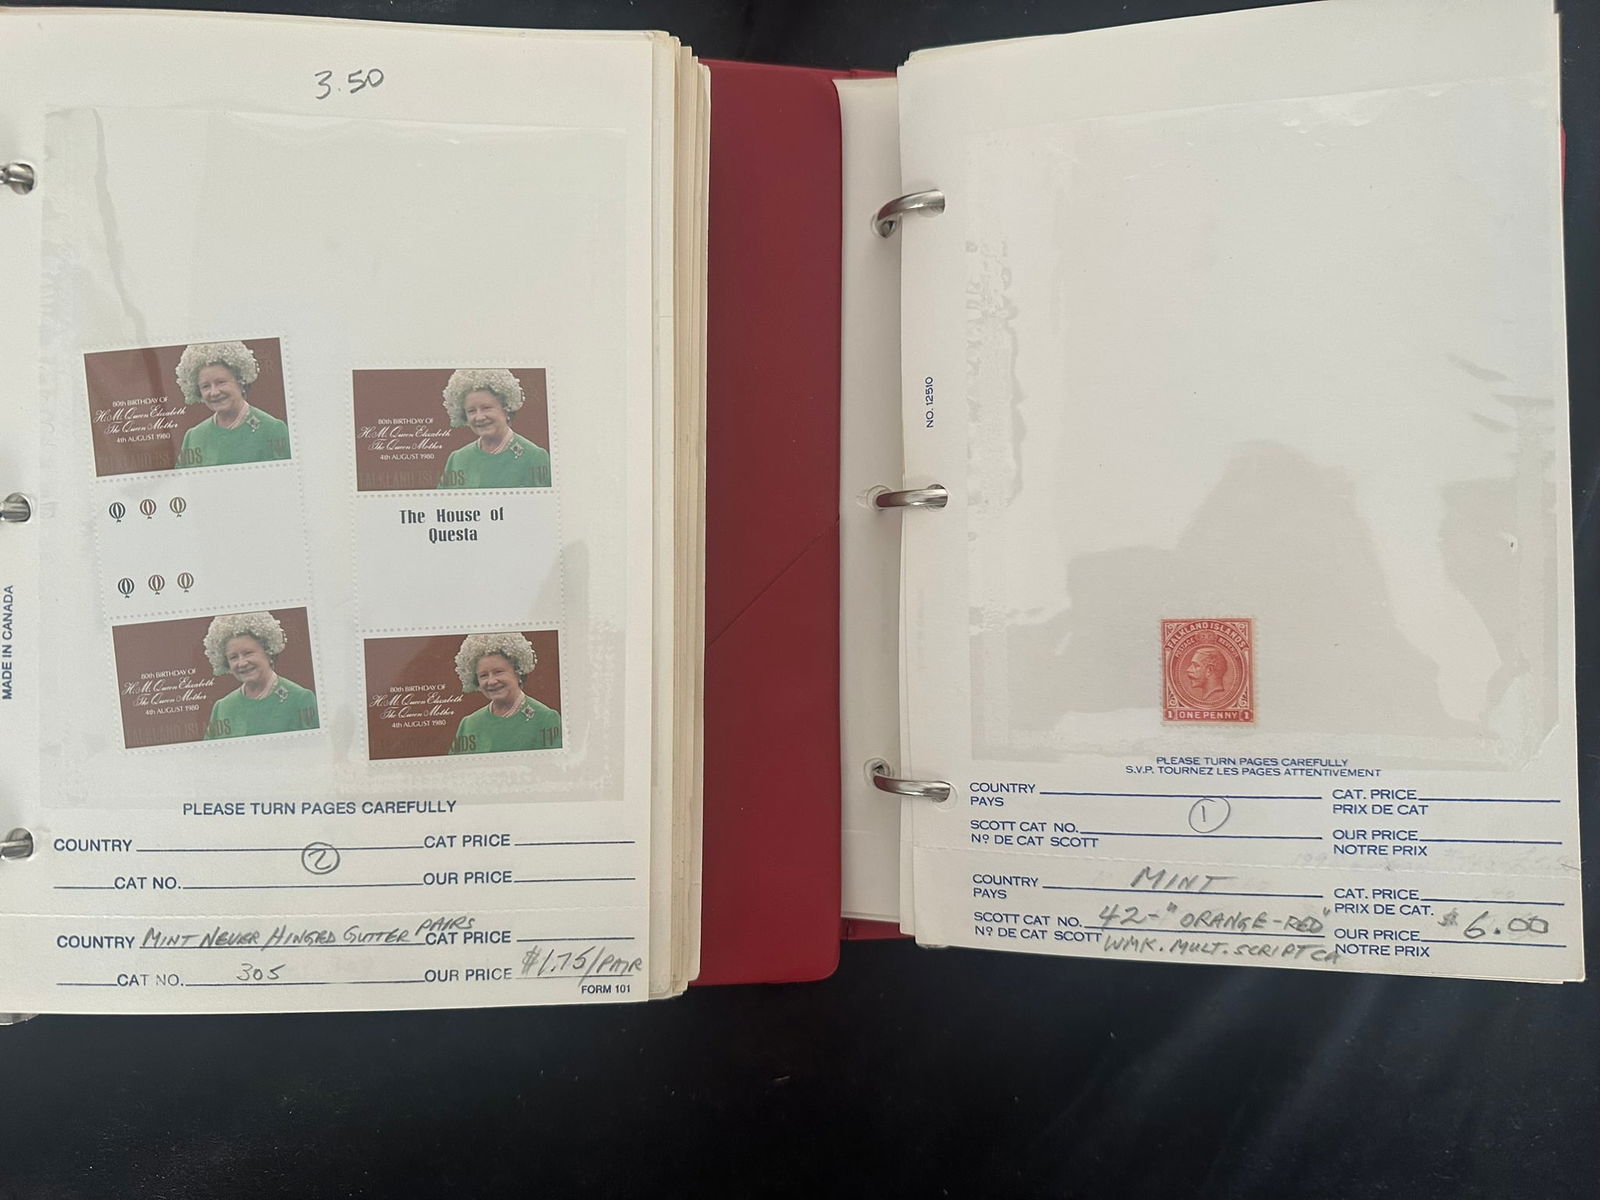 3.50
80th BIRTHDAY OF
H.M. Queen Elizabeth
The Queen Mother
4th AUGUST 1980
FALKLAND ISLANDS
11P
80th BIRTHDAY OF
H.M. Queen Elizabeth
The Queen Mother
4th AUGUST 1980
FALKLAND ISLANDS 11P
The House of
Questa
80th BIRTHDAY OF
H.M. Queen Elizabeth
The Queen Mother
4th AUGUST 1980
FALKLAND ISLANDS 11P
80th BIRTHDAY OF
H.M. Queen Elizabeth
The Queen Mother
4th AUGUST 1980
FALKLAND ISLANDS 11P
MADE IN CANADA
PLEASE TURN PAGES CAREFULLY
COUNTRY CAT PRICE
2
CAT NO. OUR PRICE
COUNTRY MINT NEVER HINGED GUTTER PAIRS CAT PRICE
CAT NO. 305 OUR PRICE $1.75/PAIR
FORM 101
NO. 12510
FALKLAND ISLANDS
POSTAGE REVENUE
1 ONE PENNY 1
PLEASE TURN PAGES CAREFULLY
S.V.P. TOURNEZ LES PAGES ATTENTIVEMENT
COUNTRY CAT. PRICE
PAYS PRIX DE CAT
1
SCOTT CAT NO. OUR PRICE
Nº DE CAT SCOTT NOTRE PRIX
COUNTRY MINT CAT. PRICE
PAYS PRIX DE CAT.
SCOTT CAT NO. 42-"ORANGE-RED" OUR PRICE $6.00
Nº DE CAT SCOTT WMK. MULT. SCRIPT CA NOTRE PRIX